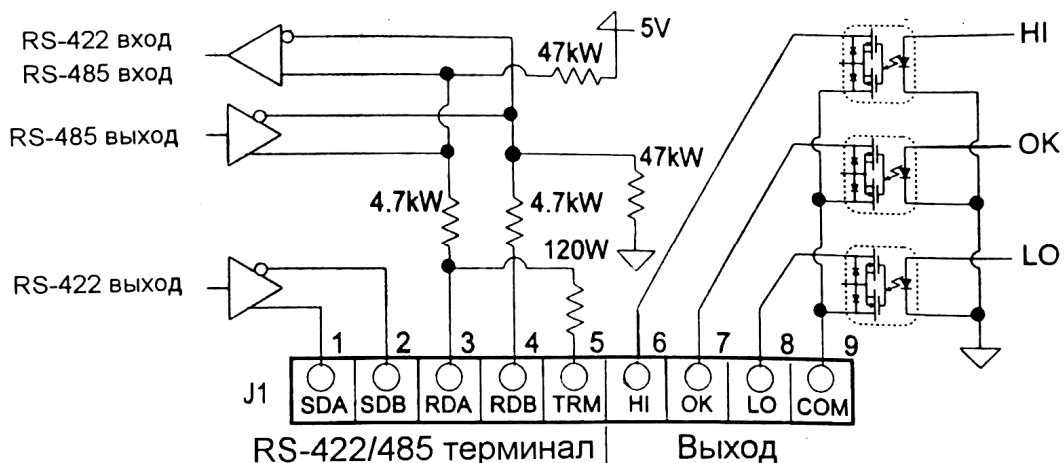 RS-422 вход
RS-485 вход
RS-485 выход
RS-422 выход
47kW
5V
47kW
4.7kW
4.7kW
120W
HI
OK
LO
1 2 3 4 5 6 7 8 9
J1
SDA SDB RDA RDB TRM HI OK LO COM
RS-422/485 терминал Выход